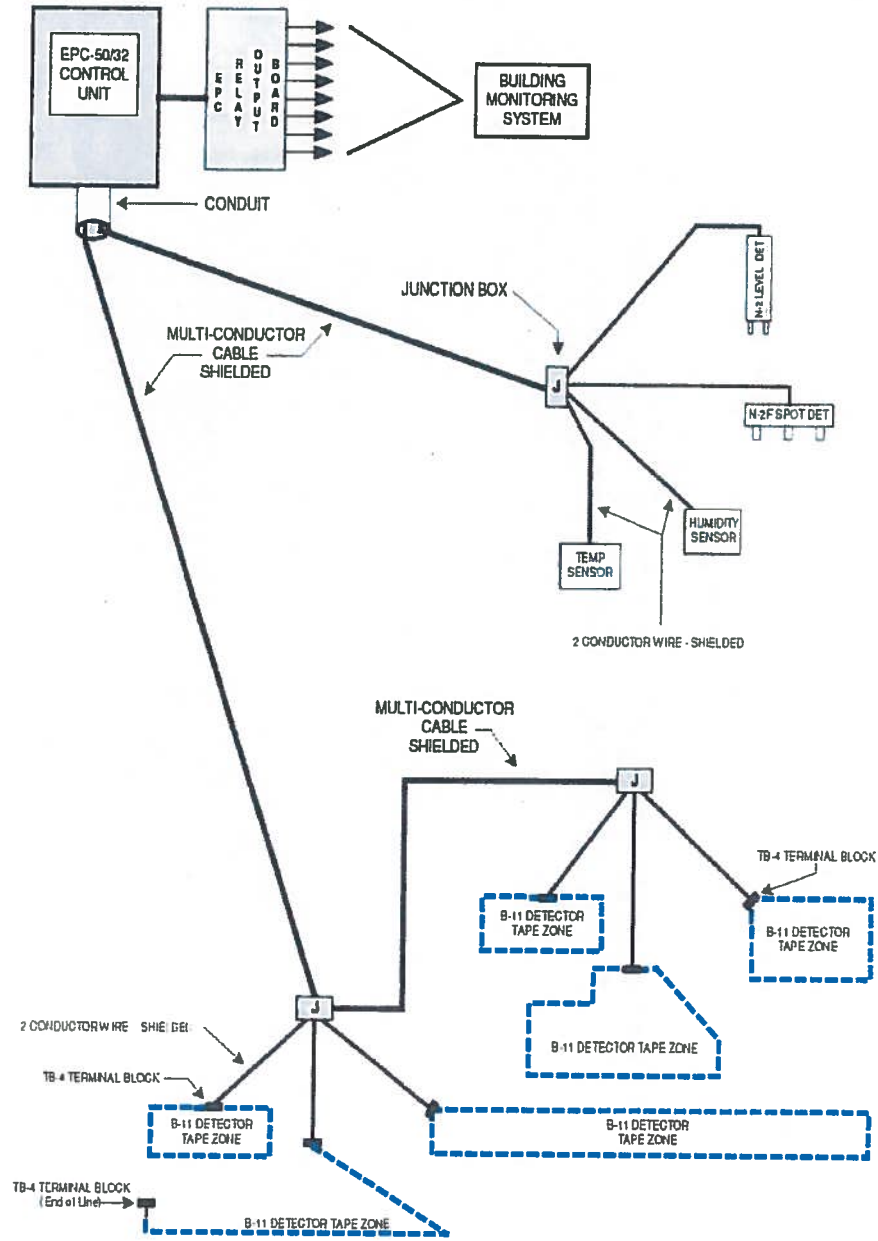 EPC-50/32
CONTROL
UNIT
EPC
RELAY
OUTPUT
BOARD
BUILDING
MONITORING
SYSTEM
CONDUIT
JUNCTION BOX
N-2 LEVEL DET
MULTI-CONDUCTOR
CABLE
SHIELDED
J
N-2F SPOT DET
HUMIDITY
SENSOR
TEMP
SENSOR
2 CONDUCTOR WIRE - SHIELDED
MULTI-CONDUCTOR
CABLE
SHIELDED
J
TB-4 TERMINAL BLOCK
B-11 DETECTOR
TAPE ZONE
B-11 DETECTOR
TAPE ZONE
B-11 DETECTOR TAPE ZONE
J
2 CONDUCTOR WIRE SHIELDED
TB-4 TERMINAL BLOCK
B-11 DETECTOR
TAPE ZONE
B-11 DETECTOR
TAPE ZONE
TB-4 TERMINAL BLOCK
(End of Line)
B-11 DETECTOR TAPE ZONE